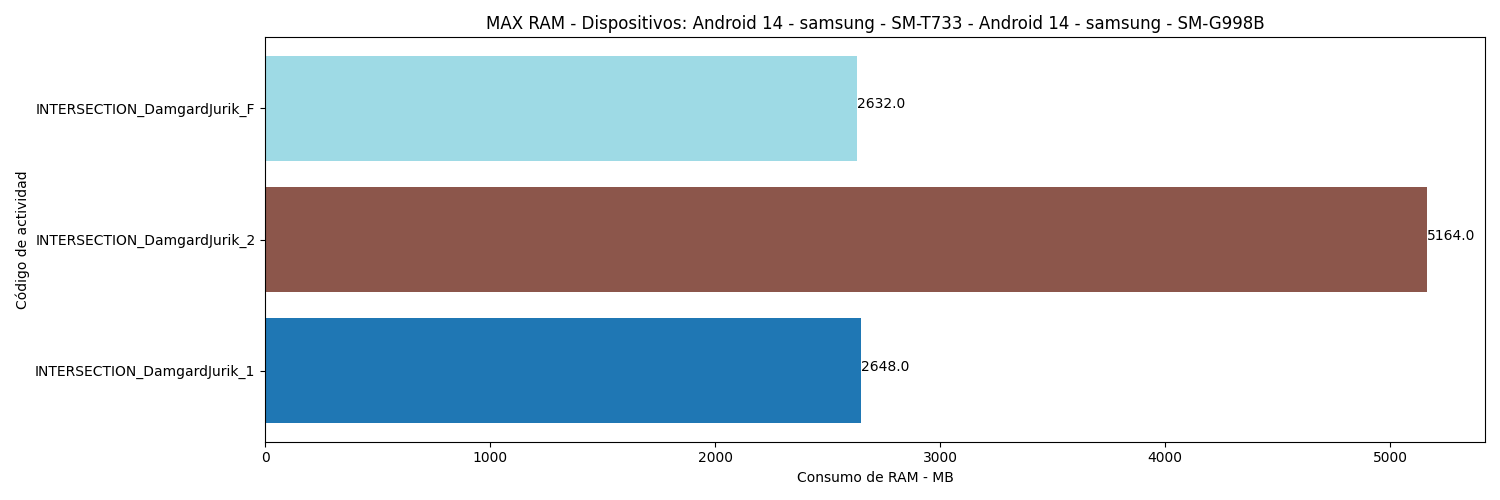 MAX RAM - Dispositivos: Android 14 - samsung - SM-T733 - Android 14 - samsung - SM-G998B
INTERSECTION_DamgardJurik_F
2632.0
INTERSECTION_DamgardJurik_2
5164.0
INTERSECTION_DamgardJurik_1
2648.0
Código de actividad
0 1000 2000 3000 4000 5000
Consumo de RAM - MB